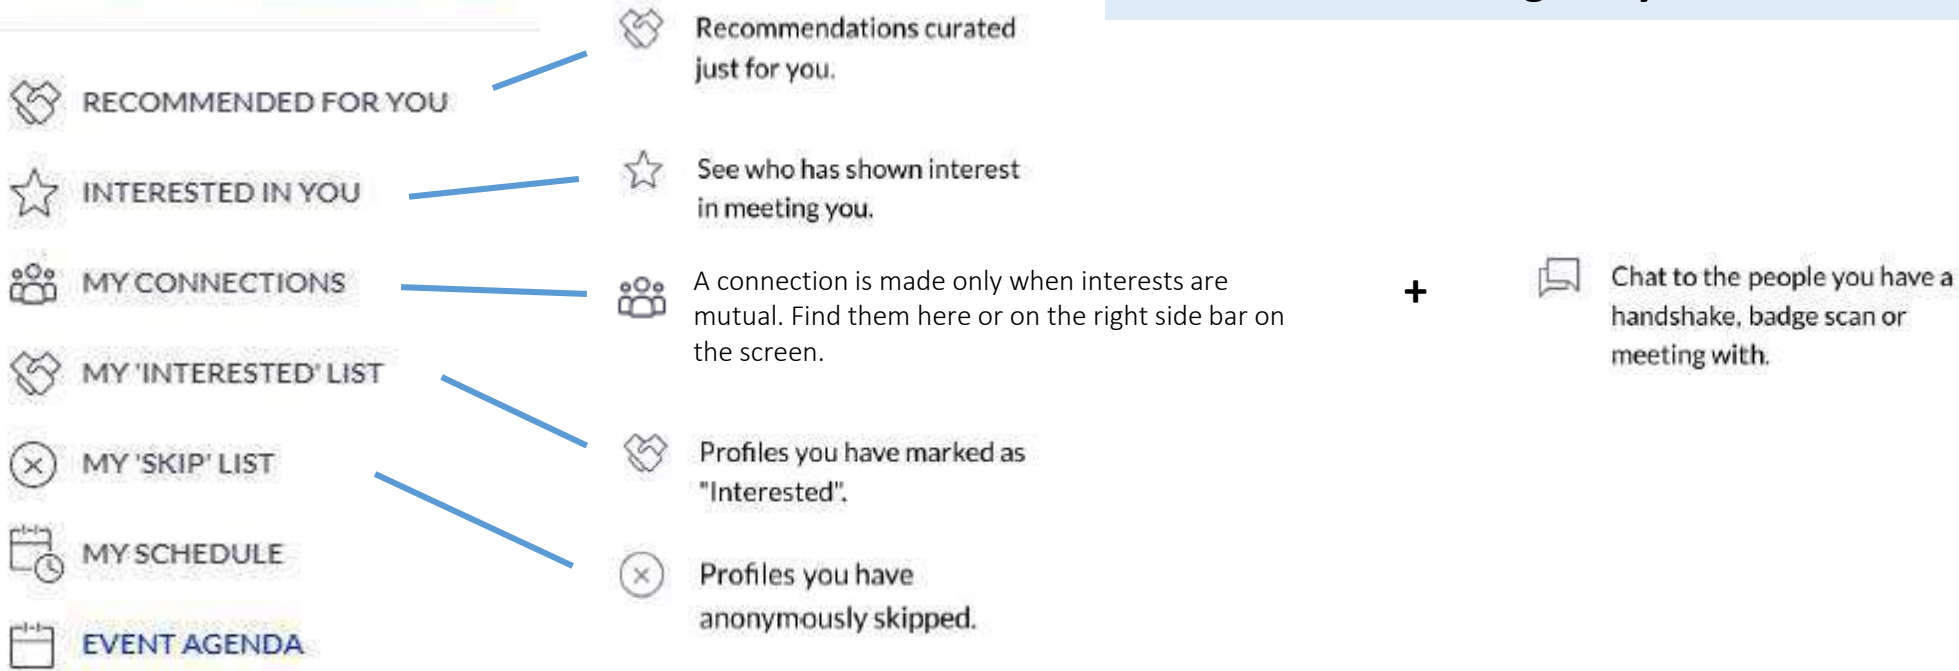 RECOMMENDED FOR YOU
INTERESTED IN YOU
MY CONNECTIONS
MY 'INTERESTED' LIST
MY 'SKIP' LIST
MY SCHEDULE
EVENT AGENDA
Recommendations curated
just for you.
See who has shown interest
in meeting you.
A connection is made only when interests are
mutual. Find them here or on the right side bar on
the screen.
Profiles you have marked as
"Interested".
Profiles you have
anonymously skipped.
+
Chat to the people you have a
handshake, badge scan or
meeting with.